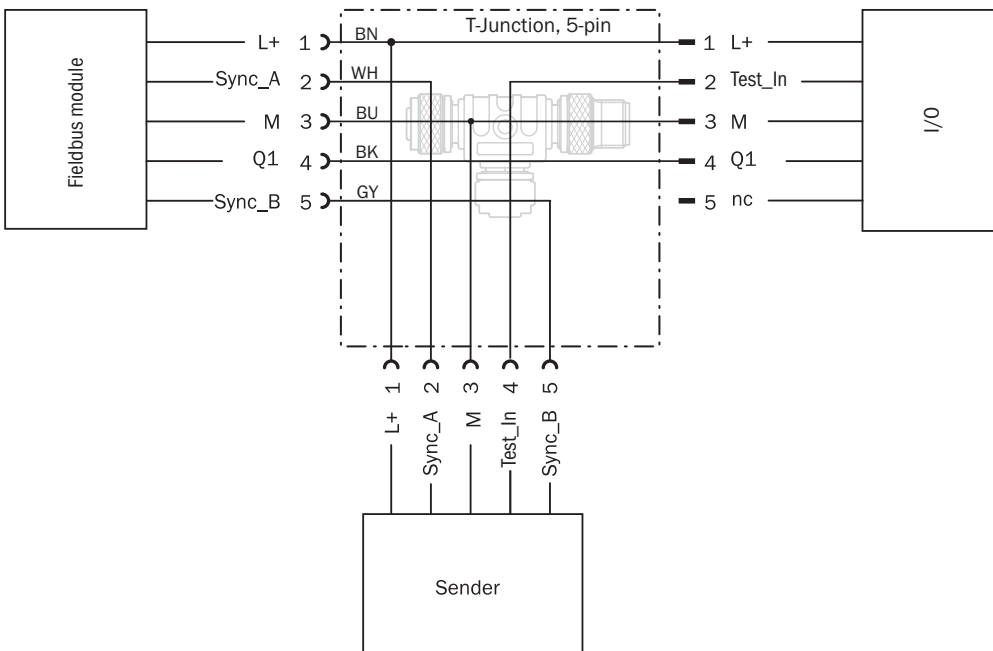 T-Junction, 5-pin
Fieldbus module
L+ 1 BN
Sync_A 2 WH
M 3 BU
Q1 4 BK
Sync_B 5 GY
1 L+
2 Test_In
3 M
4 Q1
5 nc
I/O
1 2 3 4 5
L+ Sync_A M Test_In Sync_B
Sender